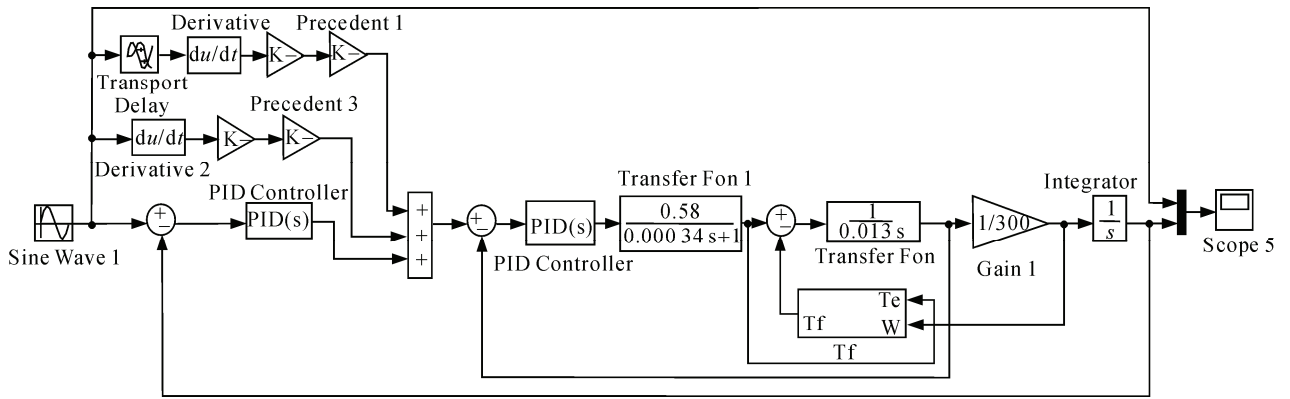 Derivative Precedent 1
du/dt K− K−
Transport
Delay
Precedent 3
du/dt K− K−
Derivative 2
PID Controller
Transfer Fon 1
Integrator
+ − PID(s) + + + + − PID(s) 0.58 + − 1 1/300 1
0.000 34 s+1 0.013 s s
Sine Wave 1
PID Controller
Transfer Fon
Gain 1
Scope 5
Te
Tf W
Tf